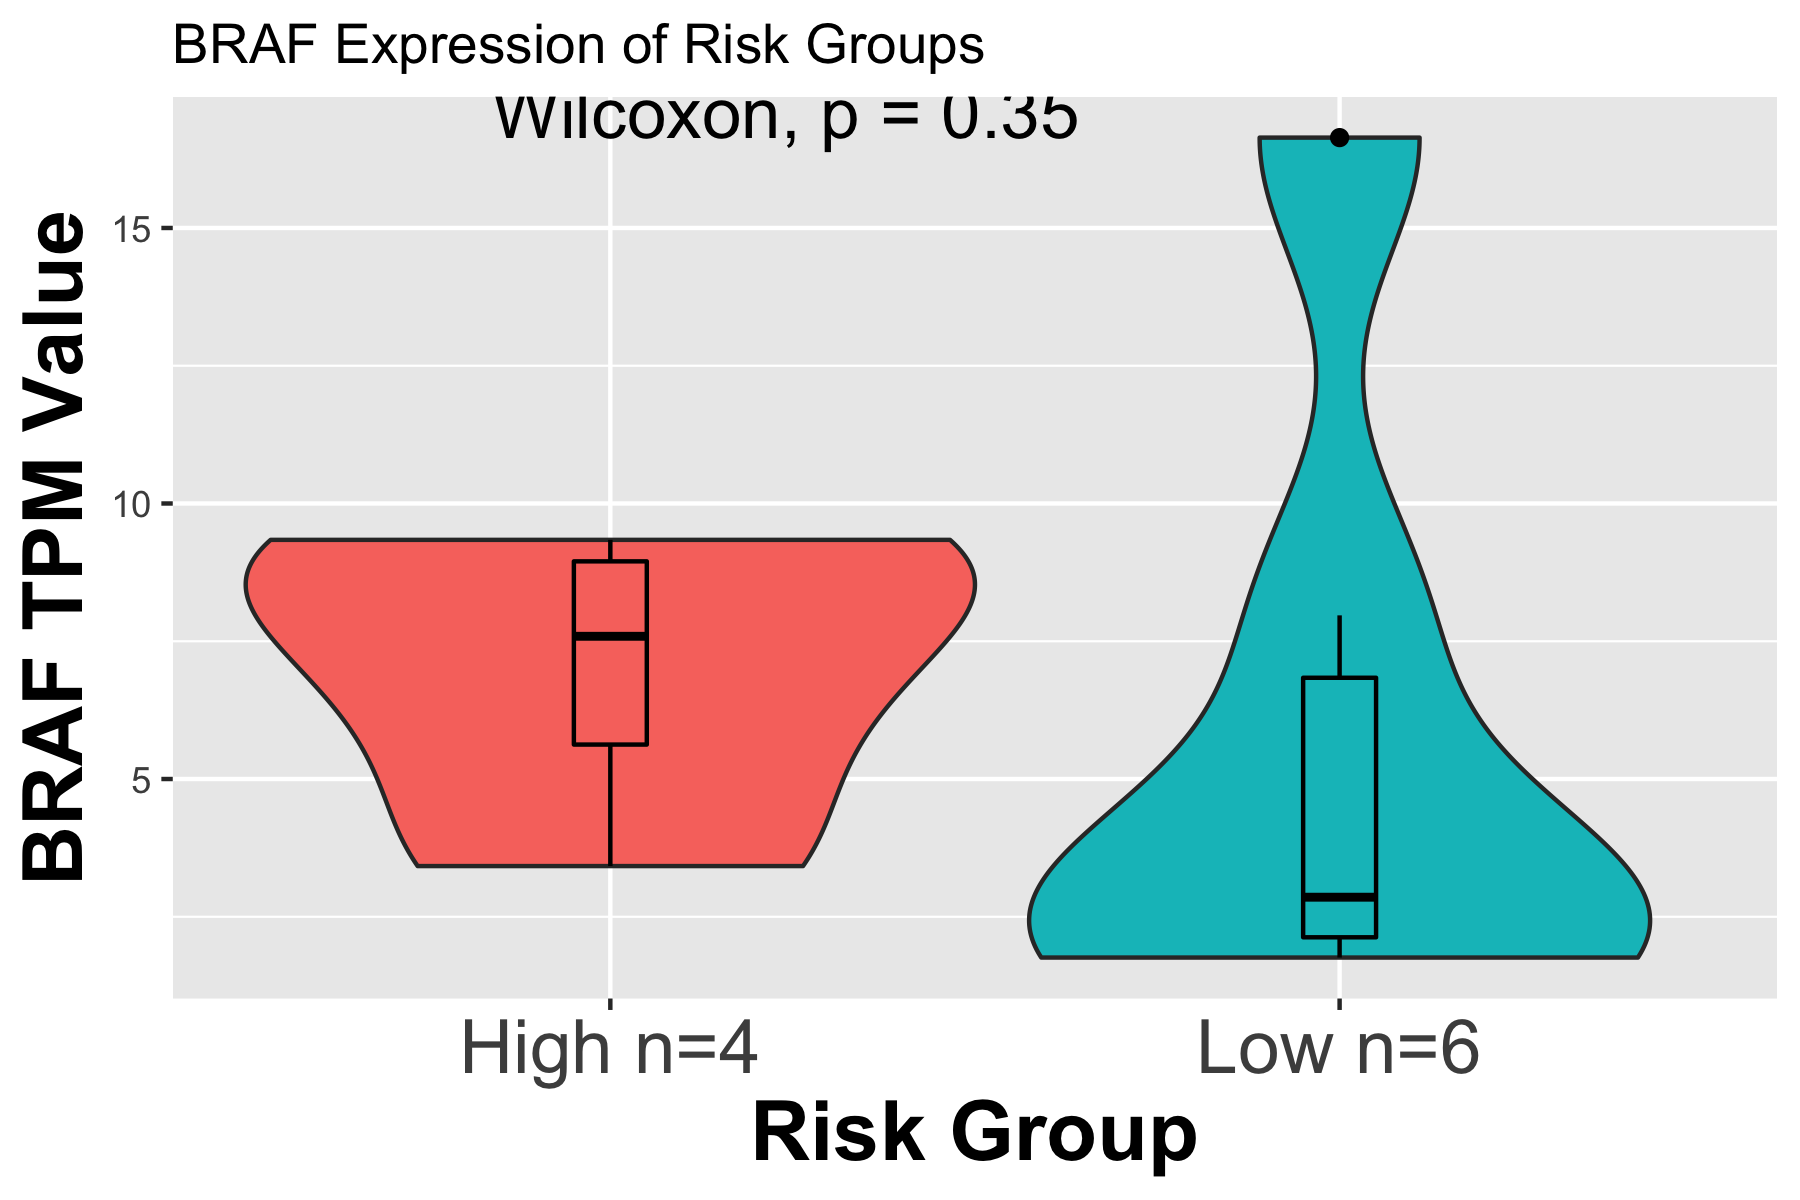 BRAF Expression of Risk Groups
Wilcoxon, p = 0.35
BRAF TPM Value
15
10
5
High n=4
Low n=6
Risk Group